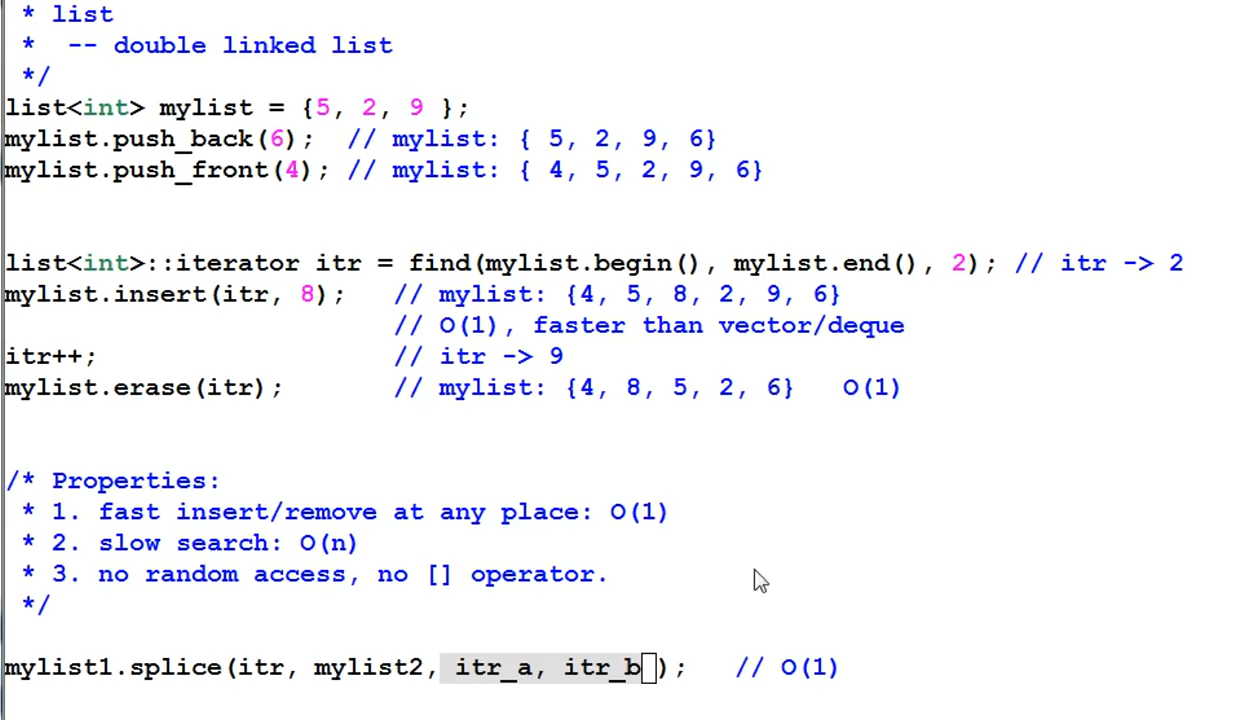 * list
*  -- double linked list
*/
list<int> mylist = {5, 2, 9 };
mylist.push_back(6);  // mylist: { 5, 2, 9, 6}
mylist.push_front(4); // mylist: { 4, 5, 2, 9, 6}
list<int>::iterator itr = find(mylist.begin(), mylist.end(), 2); // itr -> 2
mylist.insert(itr, 8);   // mylist: {4, 5, 8, 2, 9, 6}
// O(1), faster than vector/deque
itr++;                   // itr -> 9
mylist.erase(itr);       // mylist: {4, 8, 5, 2, 6}   O(1)
/* Properties:
* 1. fast insert/remove at any place: O(1)
* 2. slow search: O(n)
* 3. no random access, no [] operator.
*/
mylist1.splice(itr, mylist2, itr_a, itr_b );   // O(1)